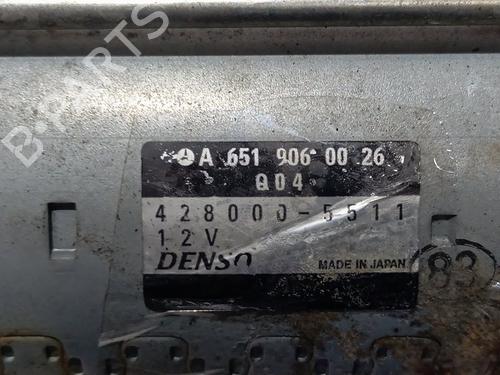 B-PARTS
A 651 906 00 26
Q04
428000-5511
12V
DENSO MADE IN JAPAN
83